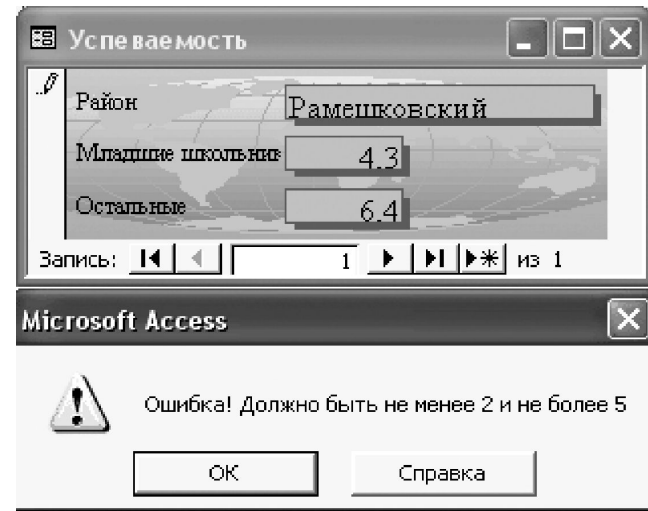 Успеваемость
Район Рамешковский
Младшие школьник 4.3
Остальные 6.4
Запись: 1 из 1
Microsoft Access
Ошибка! Должно быть не менее 2 и не более 5
ОК Справка